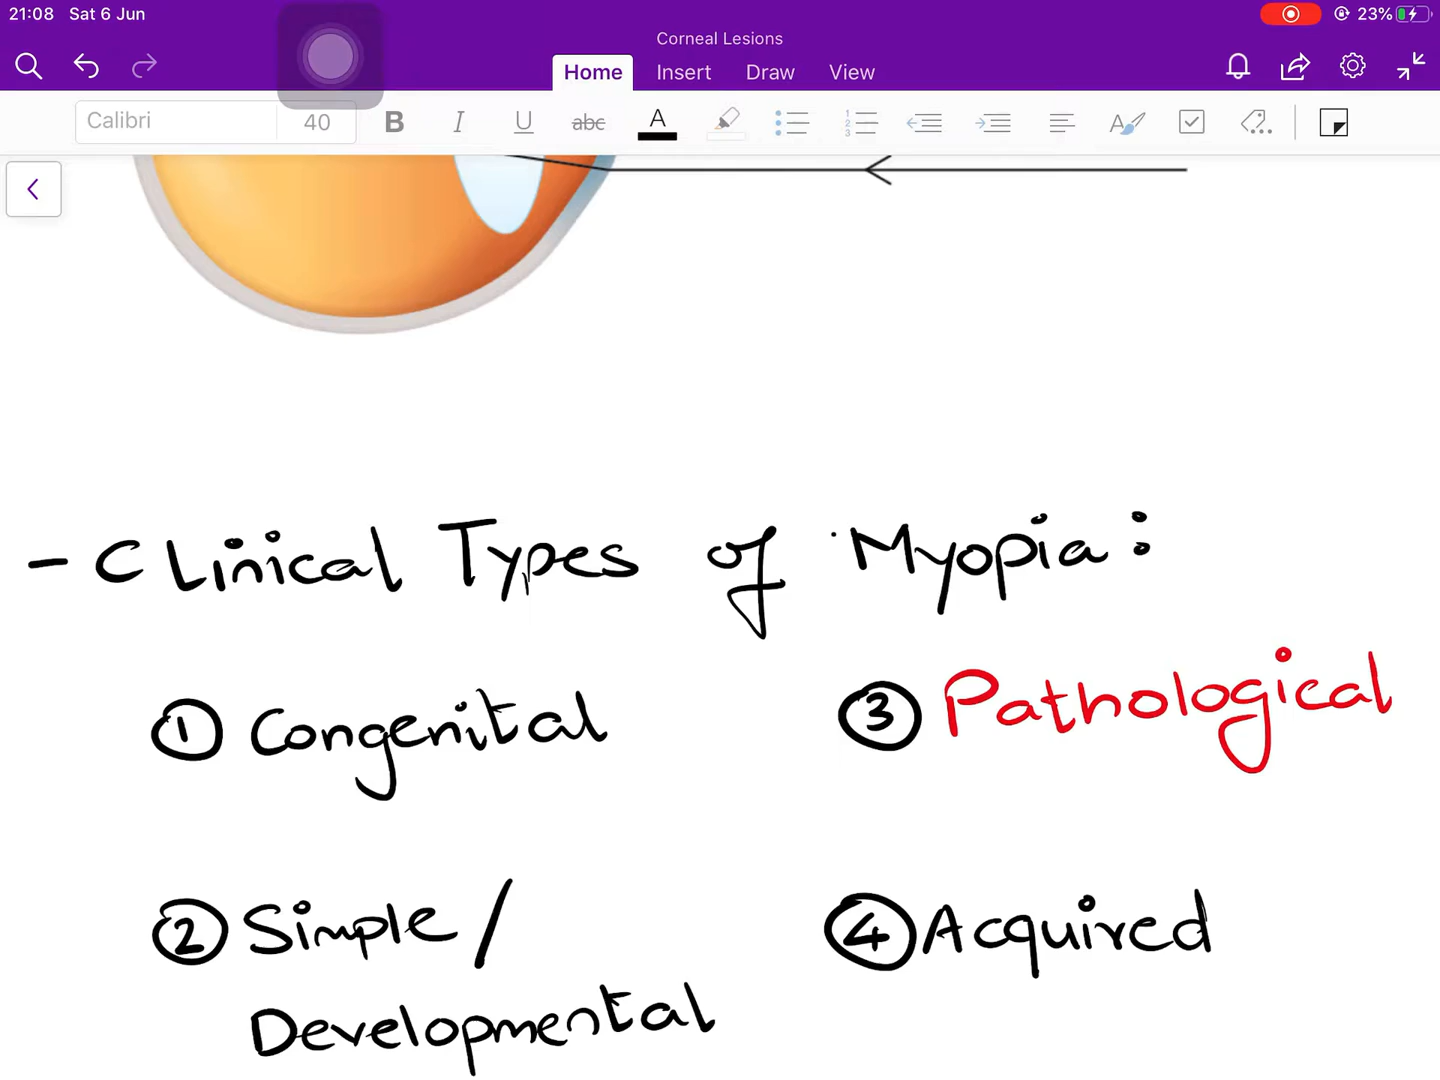 21:08 Sat 6 Jun
23%
Corneal Lesions
Home Insert Draw View
Calibri 40 B I U abc A
- Clinical Types of Myopia:
① Congenital
③ Pathological
② Simple /
Developmental
④ Acquired